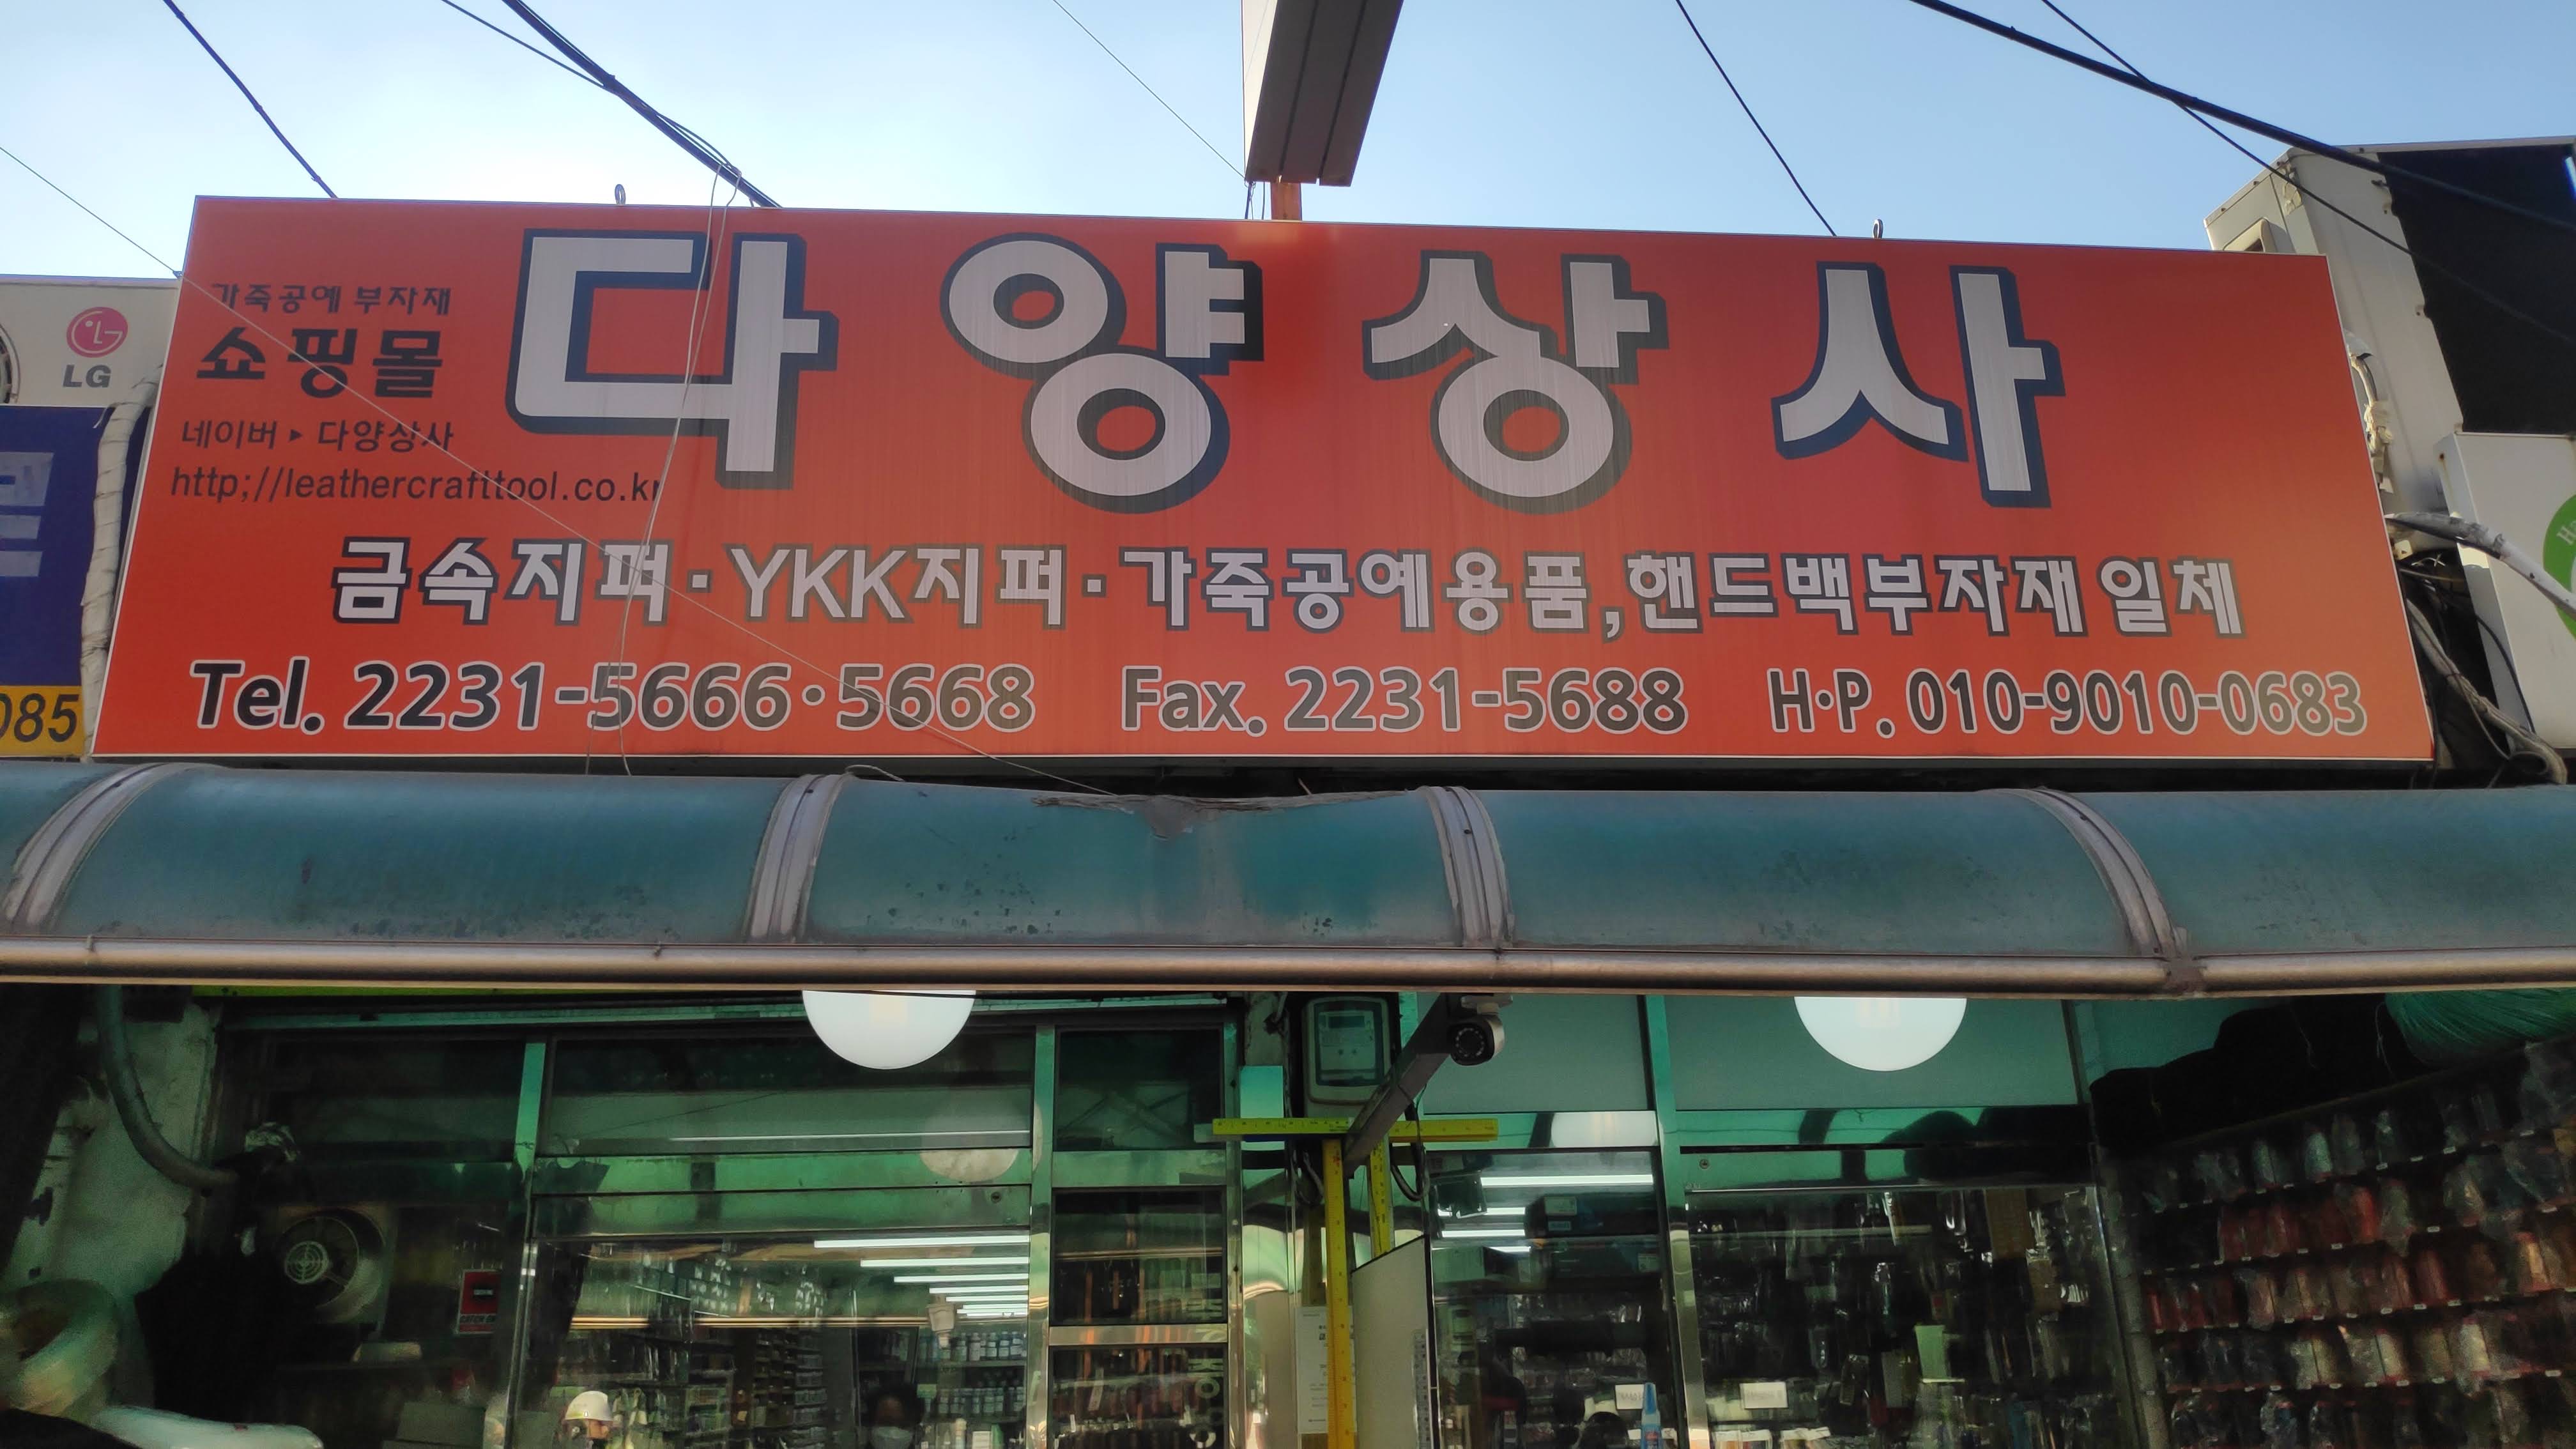 가죽공예 부자재
쇼핑몰
네이버 ▸ 다양상사
http;//leathercrafttool.co.kr
다양상사
금속지퍼·YKK지퍼·가죽공예용품,핸드백부자재 일체
Tel. 2231-5666·5668 Fax. 2231-5688 H·P. 010-9010-0683
LG
085